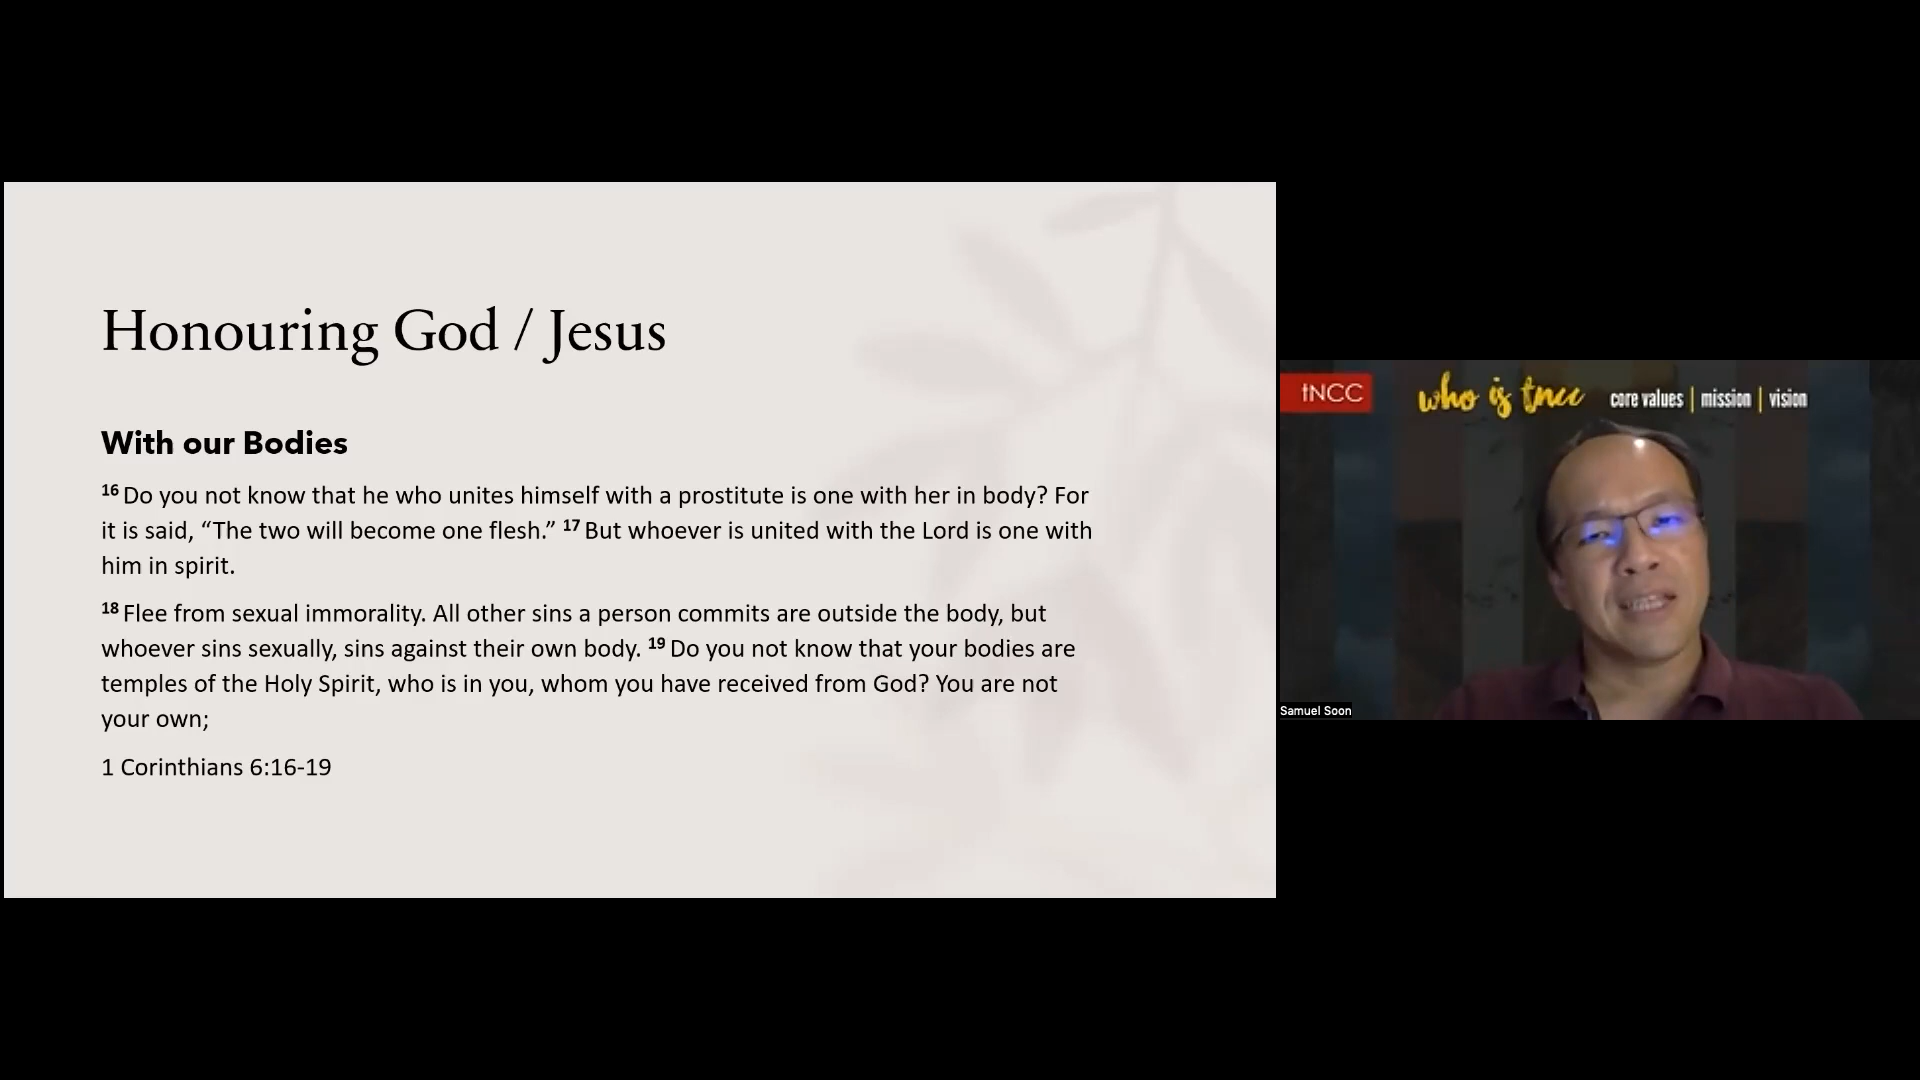 Honouring God / Jesus
With our Bodies
16 Do you not know that he who unites himself with a prostitute is one with her in body? For
it is said, “The two will become one flesh.” 17 But whoever is united with the Lord is one with
him in spirit.
18 Flee from sexual immorality. All other sins a person commits are outside the body, but
whoever sins sexually, sins against their own body. 19 Do you not know that your bodies are
temples of the Holy Spirit, who is in you, whom you have received from God? You are not
your own;
1 Corinthians 6:16-19
tNCC
who is tncc
core values | mission | vision
Samuel Soon